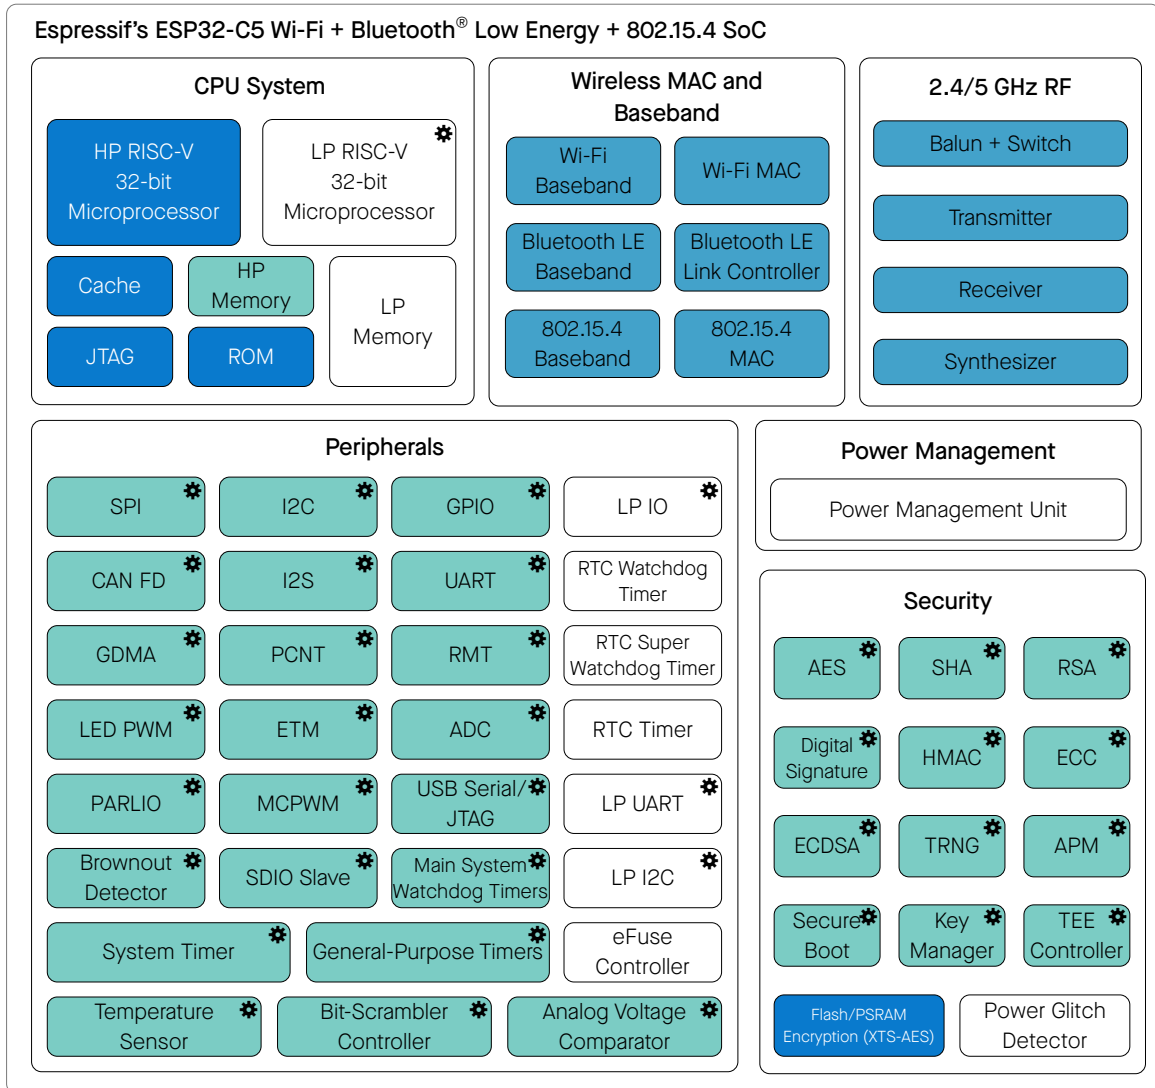 Espressif's ESP32-C5 Wi-Fi + Bluetooth® Low Energy + 802.15.4 SoC
CPU System
HP RISC-V
32-bit
Microprocessor
LP RISC-V
32-bit
Microprocessor
Cache
HP
Memory
LP
Memory
JTAG
ROM
Wireless MAC and
Baseband
Wi-Fi
Baseband
Wi-Fi MAC
Bluetooth LE
Baseband
Bluetooth LE
Link Controller
802.15.4
Baseband
802.15.4
MAC
2.4/5 GHz RF
Balun + Switch
Transmitter
Receiver
Synthesizer
Peripherals
SPI
I2C
GPIO
LP IO
CAN FD
I2S
UART
RTC Watchdog
Timer
GDMA
PCNT
RMT
RTC Super
Watchdog Timer
LED PWM
ETM
ADC
RTC Timer
PARLIO
MCPWM
USB Serial/
JTAG
LP UART
Brownout
Detector
SDIO Slave
Main System
Watchdog Timers
LP I2C
System Timer
General-Purpose Timers
eFuse
Controller
Temperature
Sensor
Bit-Scrambler
Controller
Analog Voltage
Comparator
Power Management
Power Management Unit
Security
AES
SHA
RSA
Digital
Signature
HMAC
ECC
ECDSA
TRNG
APM
Secure
Boot
Key
Manager
TEE
Controller
Flash/PSRAM
Encryption (XTS-AES)
Power Glitch
Detector